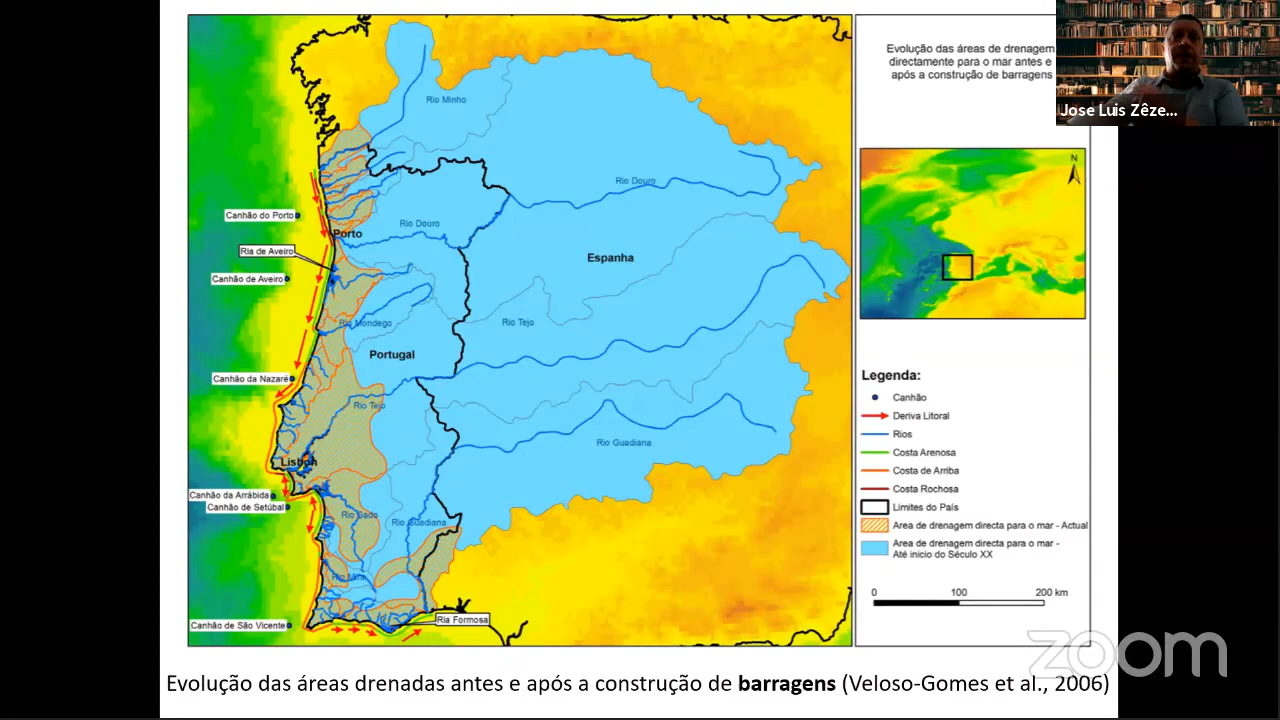 Evolução das áreas de drenagem
directamente para o mar antes e
após a construção de barragens
Jose Luis Zêze...
Rio Minho
Rio Douro
Rio Douro
Canhão do Porto
Porto
Ria de Aveiro
Espanha
Canhão de Aveiro
Rio Mondego
Rio Tejo
Portugal
Canhão da Nazaré
Rio Tejo
Rio Guadiana
Lisboa
Canhão da Arrábida
Canhão de Setúbal
Rio Sado
Rio Guadiana
Rio Mira
Canhão de São Vicente
Ria Formosa
N
Legenda:
Canhão
Deriva Litoral
Rios
Costa Arenosa
Costa de Arriba
Costa Rochosa
Limites do País
Area de drenagem directa para o mar - Actual
Area de drenagem directa para o mar -
Até inicio do Século XX
0 100 200 km
zoom
Evolução das áreas drenadas antes e após a construção de barragens (Veloso-Gomes et al., 2006)